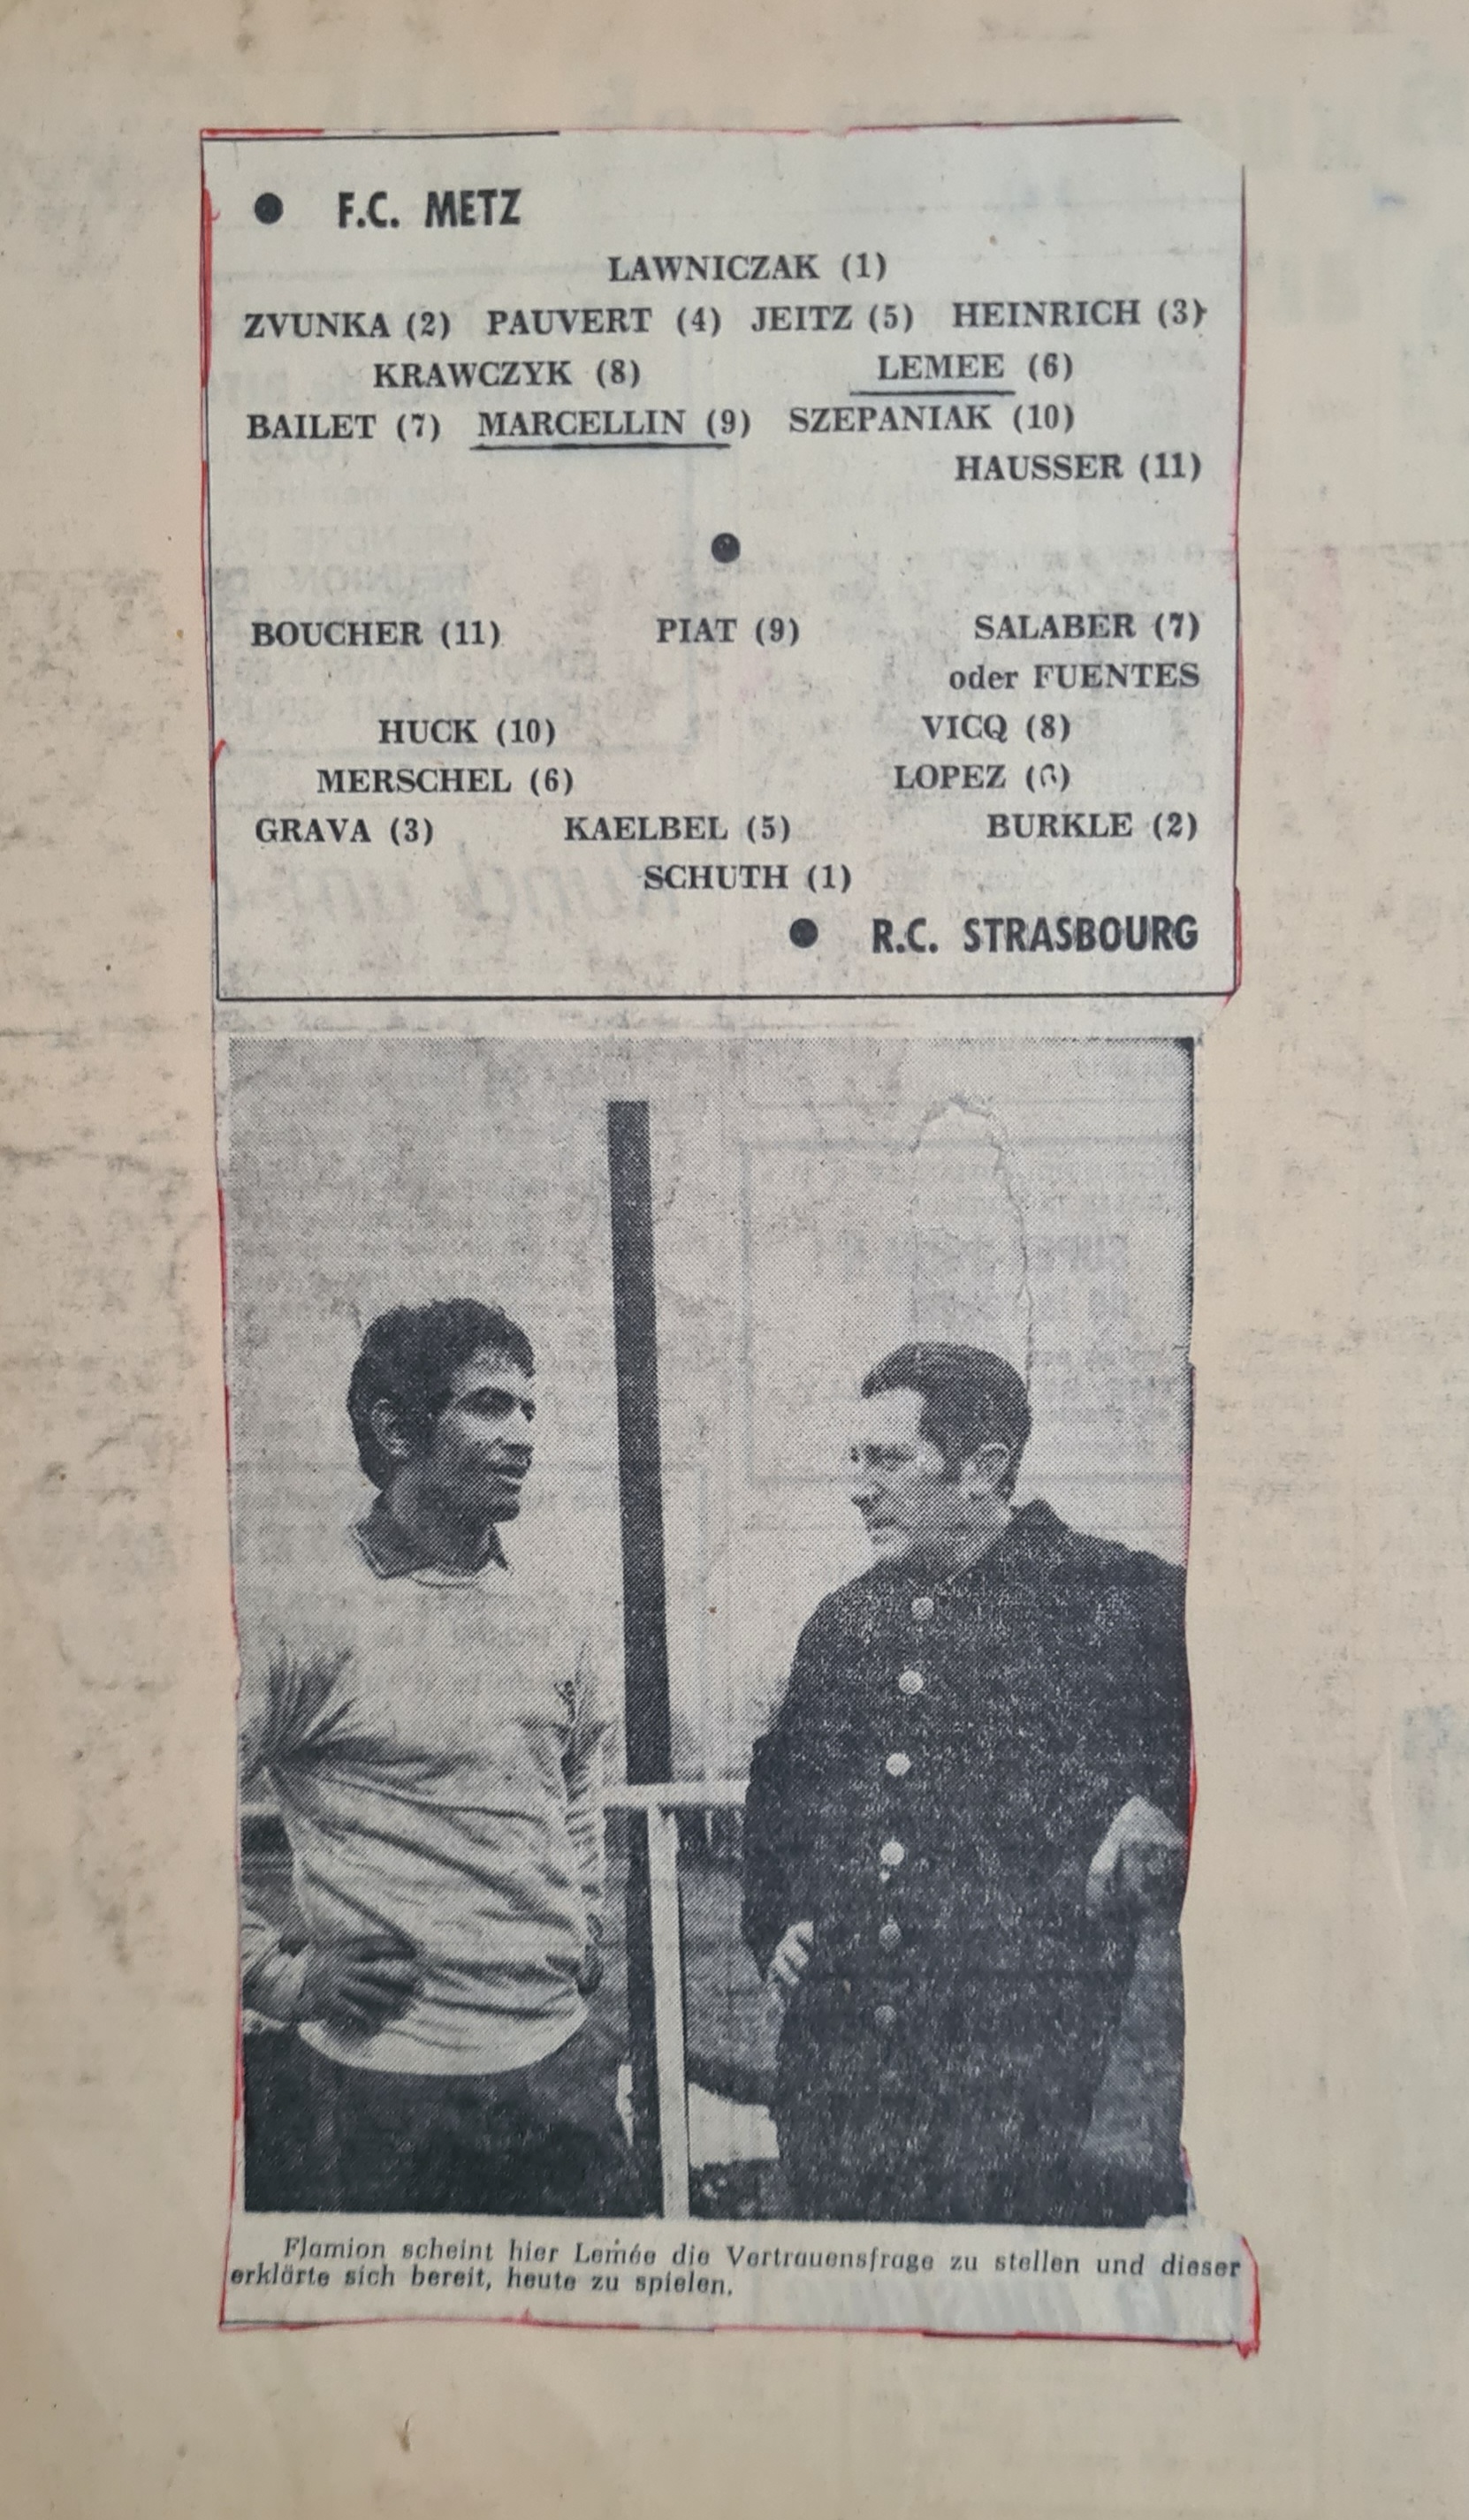 ● F.C. METZ
LAWNICZAK (1)
ZVUNKA (2) PAUVERT (4) JEITZ (5) HEINRICH (3)
KRAWCZYK (8) LEMEE (6)
BAILET (7) MARCELLIN (9) SZEPANIAK (10)
HAUSSER (11)
●
BOUCHER (11) PIAT (9) SALABER (7)
oder FUENTES
HUCK (10) VICQ (8)
MERSCHEL (6) LOPEZ (6)
GRAVA (3) KAELBEL (5) BURKLE (2)
SCHUTH (1)
● R.C. STRASBOURG
Flamion scheint hier Lemée die Vertrauensfrage zu stellen und dieser
erklärte sich bereit, heute zu spielen.